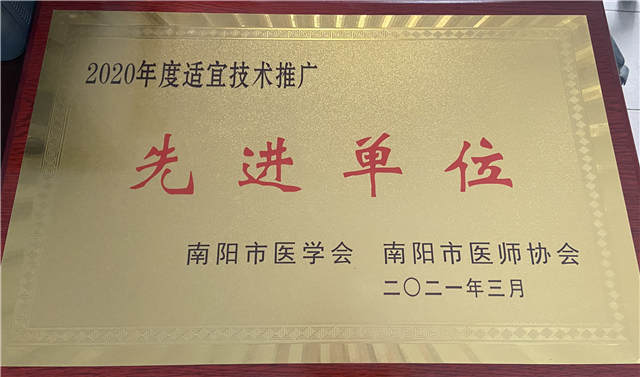 2020年度适宜技术推广
先进单位
南阳市医学会 南阳市医师协会
二〇二一年三月